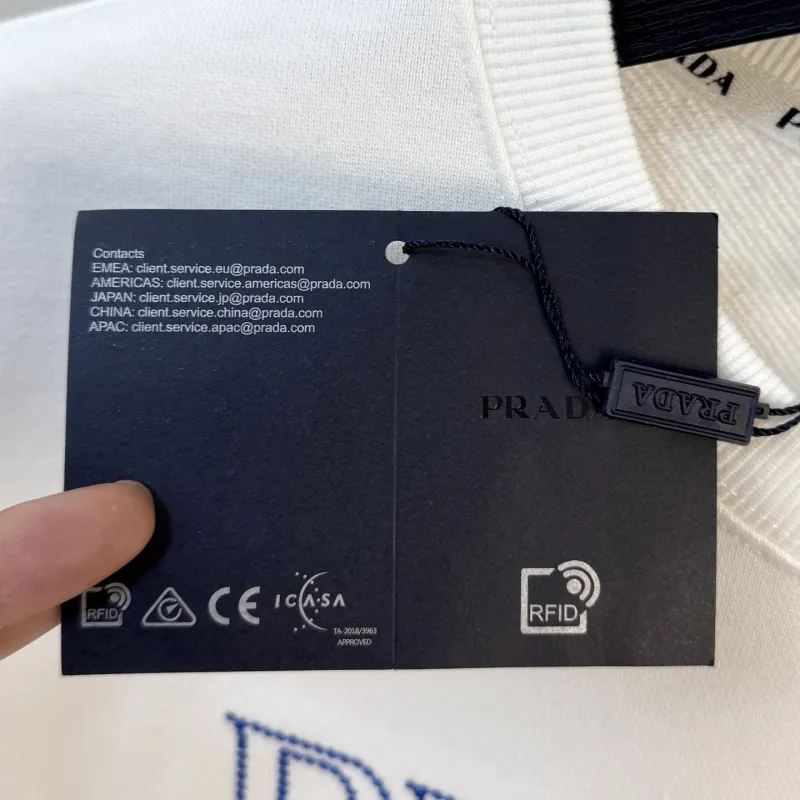 PRADA
Contacts
EMEA: client.service.eu@prada.com
AMERICAS: client.service.americas@prada.com
JAPAN: client.service.jp@prada.com
CHINA: client.service.china@prada.com
APAC: client.service.apac@prada.com
PRADA
PRADA
RFID
CE
ICASA
TA-2018/3963
APPROVED
RFID